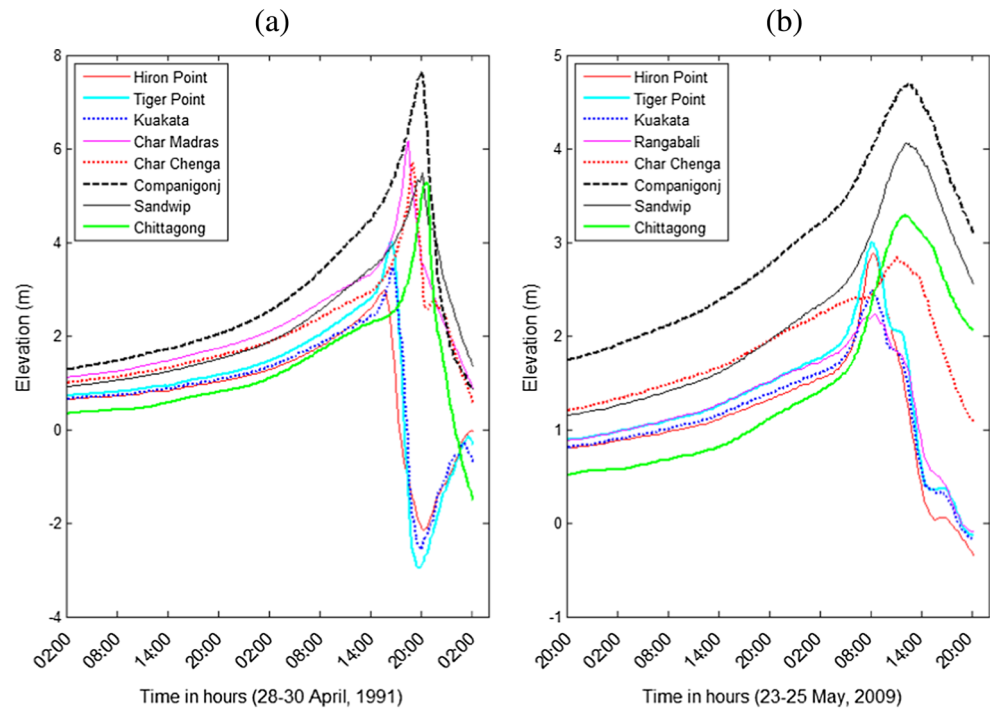 (a)
8
6
4
2
0
-2
-4
Elevation (m)
Hiron Point
Tiger Point
Kuakata
Char Madras
Char Chenga
Companigonj
Sandwip
Chittagong
02:00 08:00 14:00 20:00 02:00 08:00 14:00 20:00 02:00
Time in hours (28-30 April, 1991)
(b)
5
4
3
2
1
0
-1
Elevation (m)
Hiron Point
Tiger Point
Kuakata
Rangabali
Char Chenga
Companigonj
Sandwip
Chittagong
20:00 02:00 08:00 14:00 20:00 02:00 08:00 14:00 20:00
Time in hours (23-25 May, 2009)